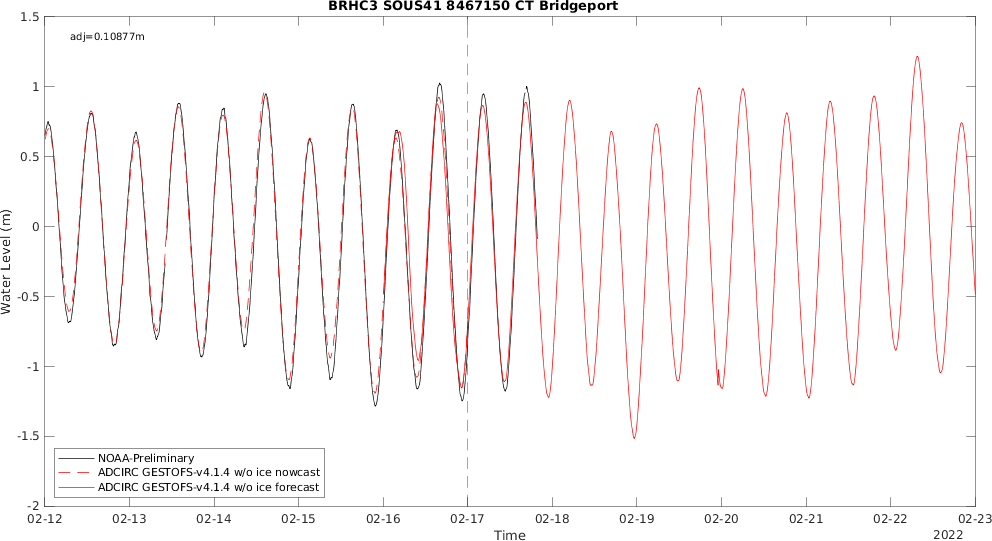 BRHC3 SOUS41 8467150 CT Bridgeport
adj=0.10877m
1.5
1
0.5
0
-0.5
-1
-1.5
-2
Water Level (m)
NOAA-Preliminary
ADCIRC GESTOFS-v4.1.4 w/o ice nowcast
ADCIRC GESTOFS-v4.1.4 w/o ice forecast
02-12 02-13 02-14 02-15 02-16 02-17 02-18 02-19 02-20 02-21 02-22 02-23
Time
2022